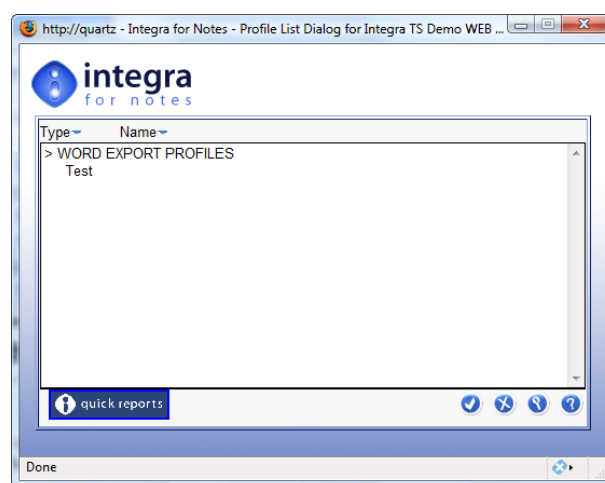 http://quartz - Integra for Notes - Profile List Dialog for Integra TS Demo WEB ...
integra
for notes
Type Name
> WORD EXPORT PROFILES
Test
quick reports
Done